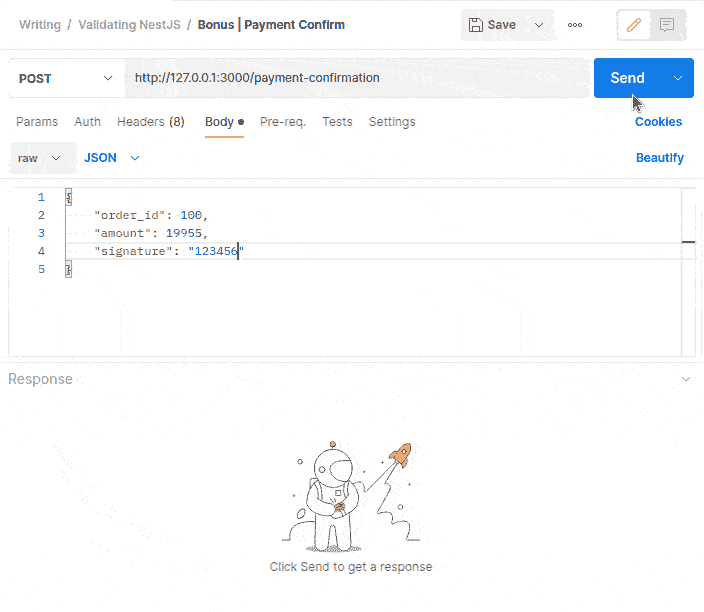 Writing / Validating NestJS / Bonus | Payment Confirm Save
POST http://127.0.0.1:3000/payment-confirmation Send
Params Auth Headers (8) Body Pre-req. Tests Settings Cookies
raw JSON Beautify
1 {
2 "order_id": 100,
3 "amount": 19955,
4 "signature": "123456"
5 }
Response
Click Send to get a response